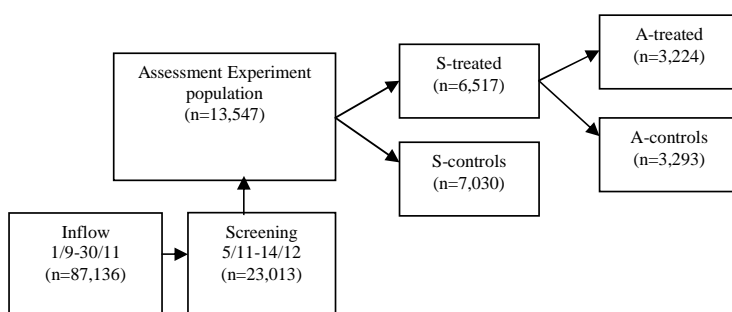 Assessment Experiment
population
(n=13,547)
S-treated
(n=6,517)
A-treated
(n=3,224)
A-controls
(n=3,293)
S-controls
(n=7,030)
Inflow
1/9-30/11
(n=87,136)
Screening
5/11-14/12
(n=23,013)